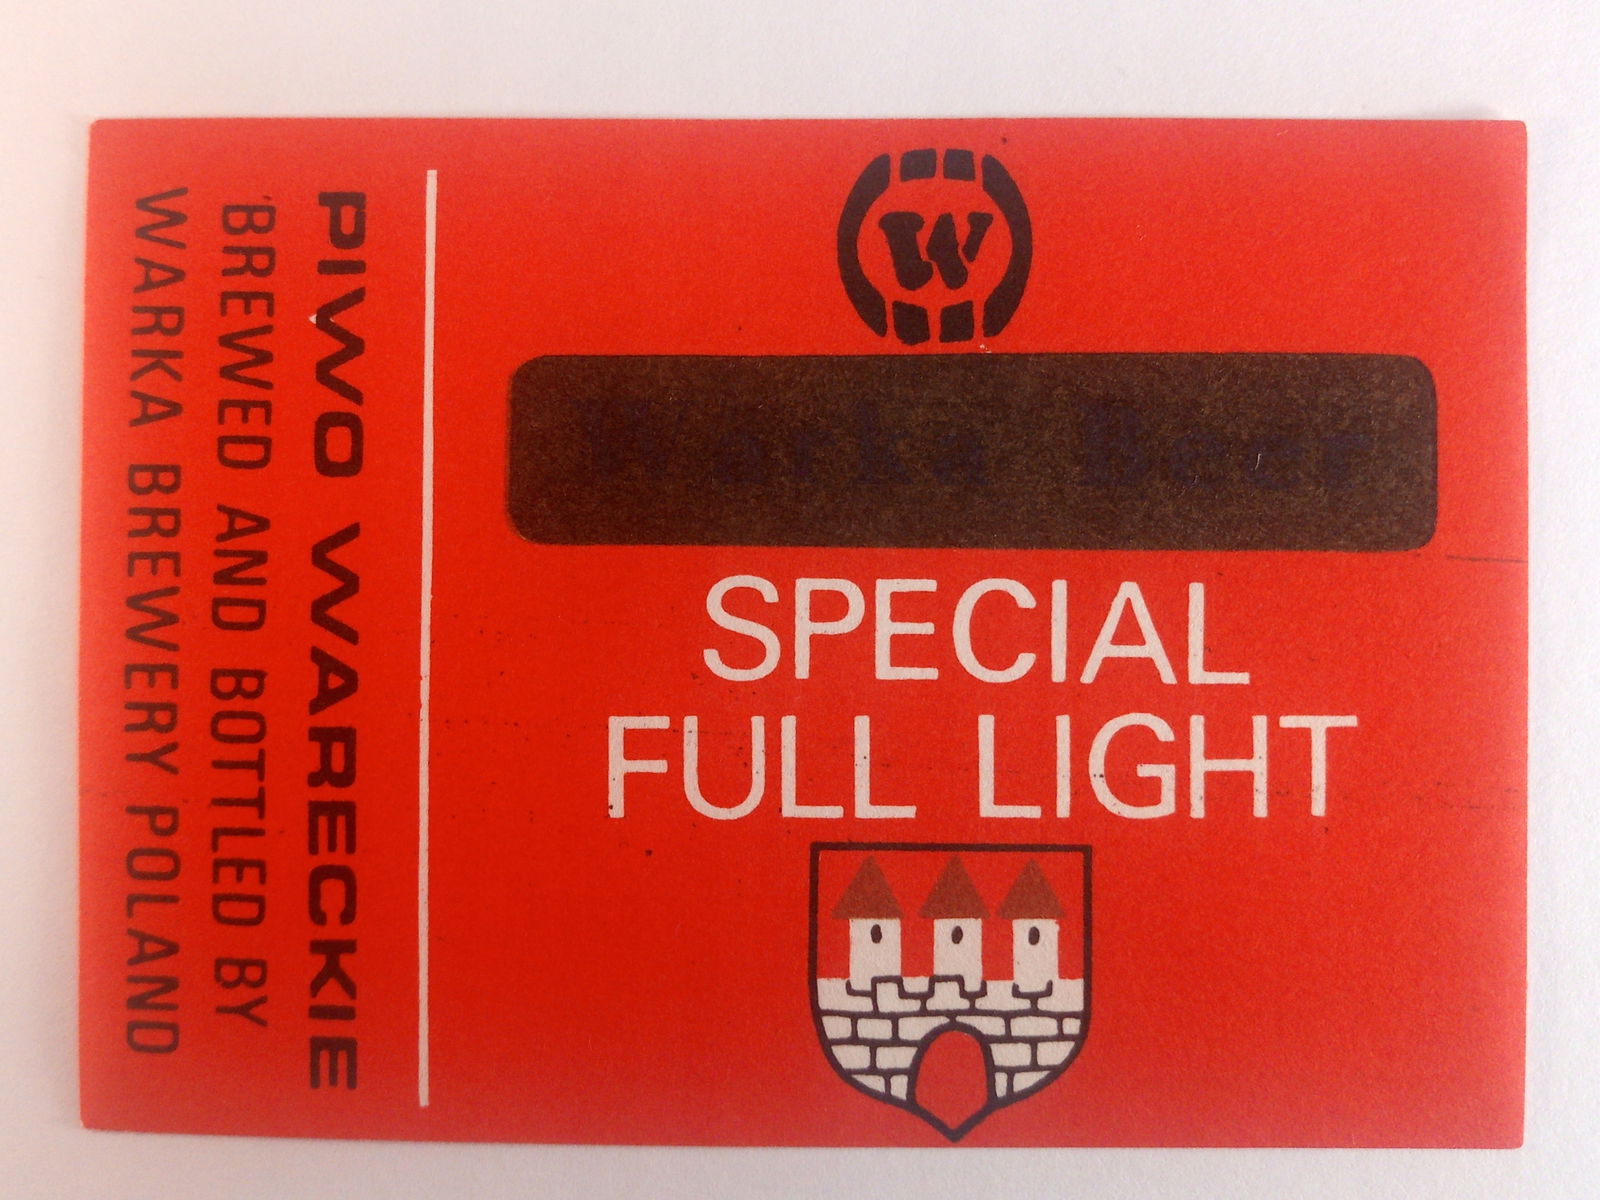 W
Warka Beer
SPECIAL
FULL LIGHT
PIWO WARECKIE
BREWED AND BOTTLED BY
WARKA BREWERY POLAND